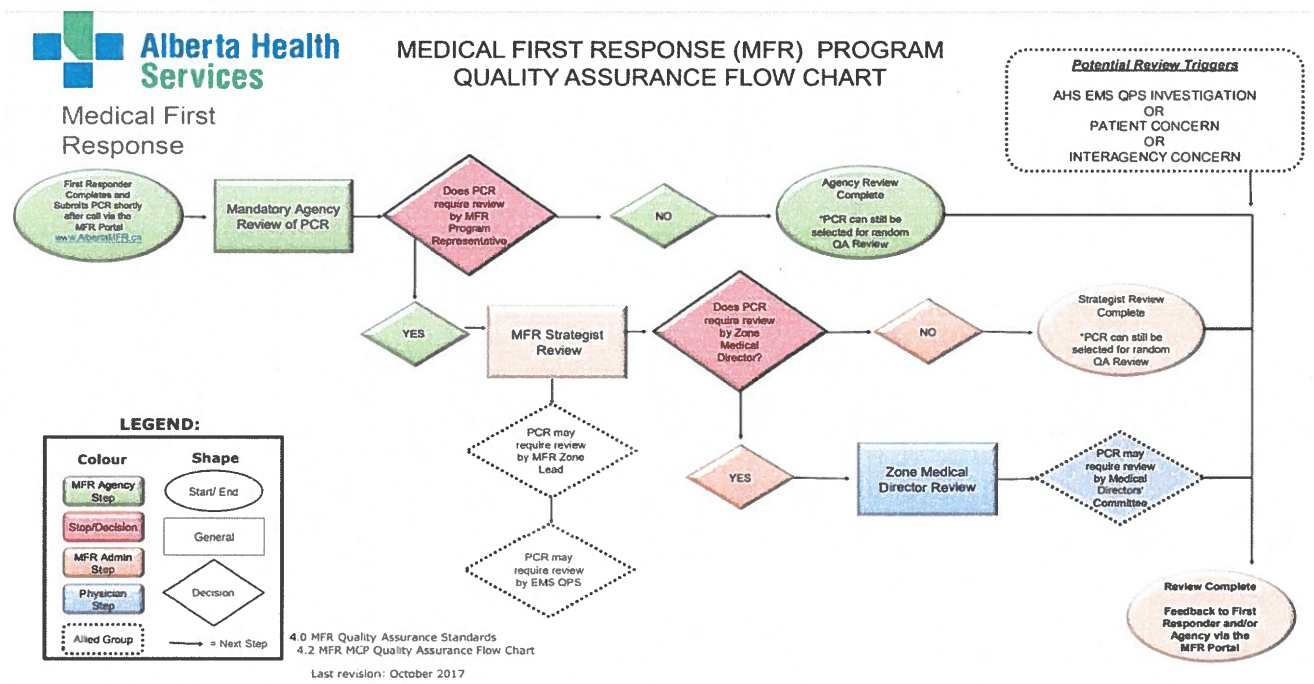 Alberta Health
Services
Medical First
Response
MEDICAL FIRST RESPONSE (MFR) PROGRAM
QUALITY ASSURANCE FLOW CHART
Potential Review Triggers
AHS EMS QPS INVESTIGATION
OR
PATIENT CONCERN
OR
INTERAGENCY CONCERN
First Responder
Completes and
Submits PCR shortly
after call via the
MFR Portal
www.AlbertaMFR.ca
Mandatory Agency
Review of PCR
Does PCR
require review
by MFR
Program
Representative
NO
Agency Review
Complete
*PCR can still be
selected for random
QA Review
YES
MFR Strategist
Review
Does PCR
require review
by Zone
Medical
Director?
NO
Strategist Review
Complete
*PCR can still be
selected for random
QA Review
PCR may
require review
by MFR Zone
Lead
PCR may
require review
by EMS QPS
YES
Zone Medical
Director Review
PCR may
require review
by Medical
Directors'
Committee
Review Complete
Feedback to First
Responder and/or
Agency via the
MFR Portal
LEGEND:
Colour
Shape
MFR Agency
Step
Start/ End
Stop/Decision
General
MFR Admin
Step
Decision
Physician
Step
Allied Group
= Next Step
4.0 MFR Quality Assurance Standards
4.2 MFR MCP Quality Assurance Flow Chart
Last revision: October 2017